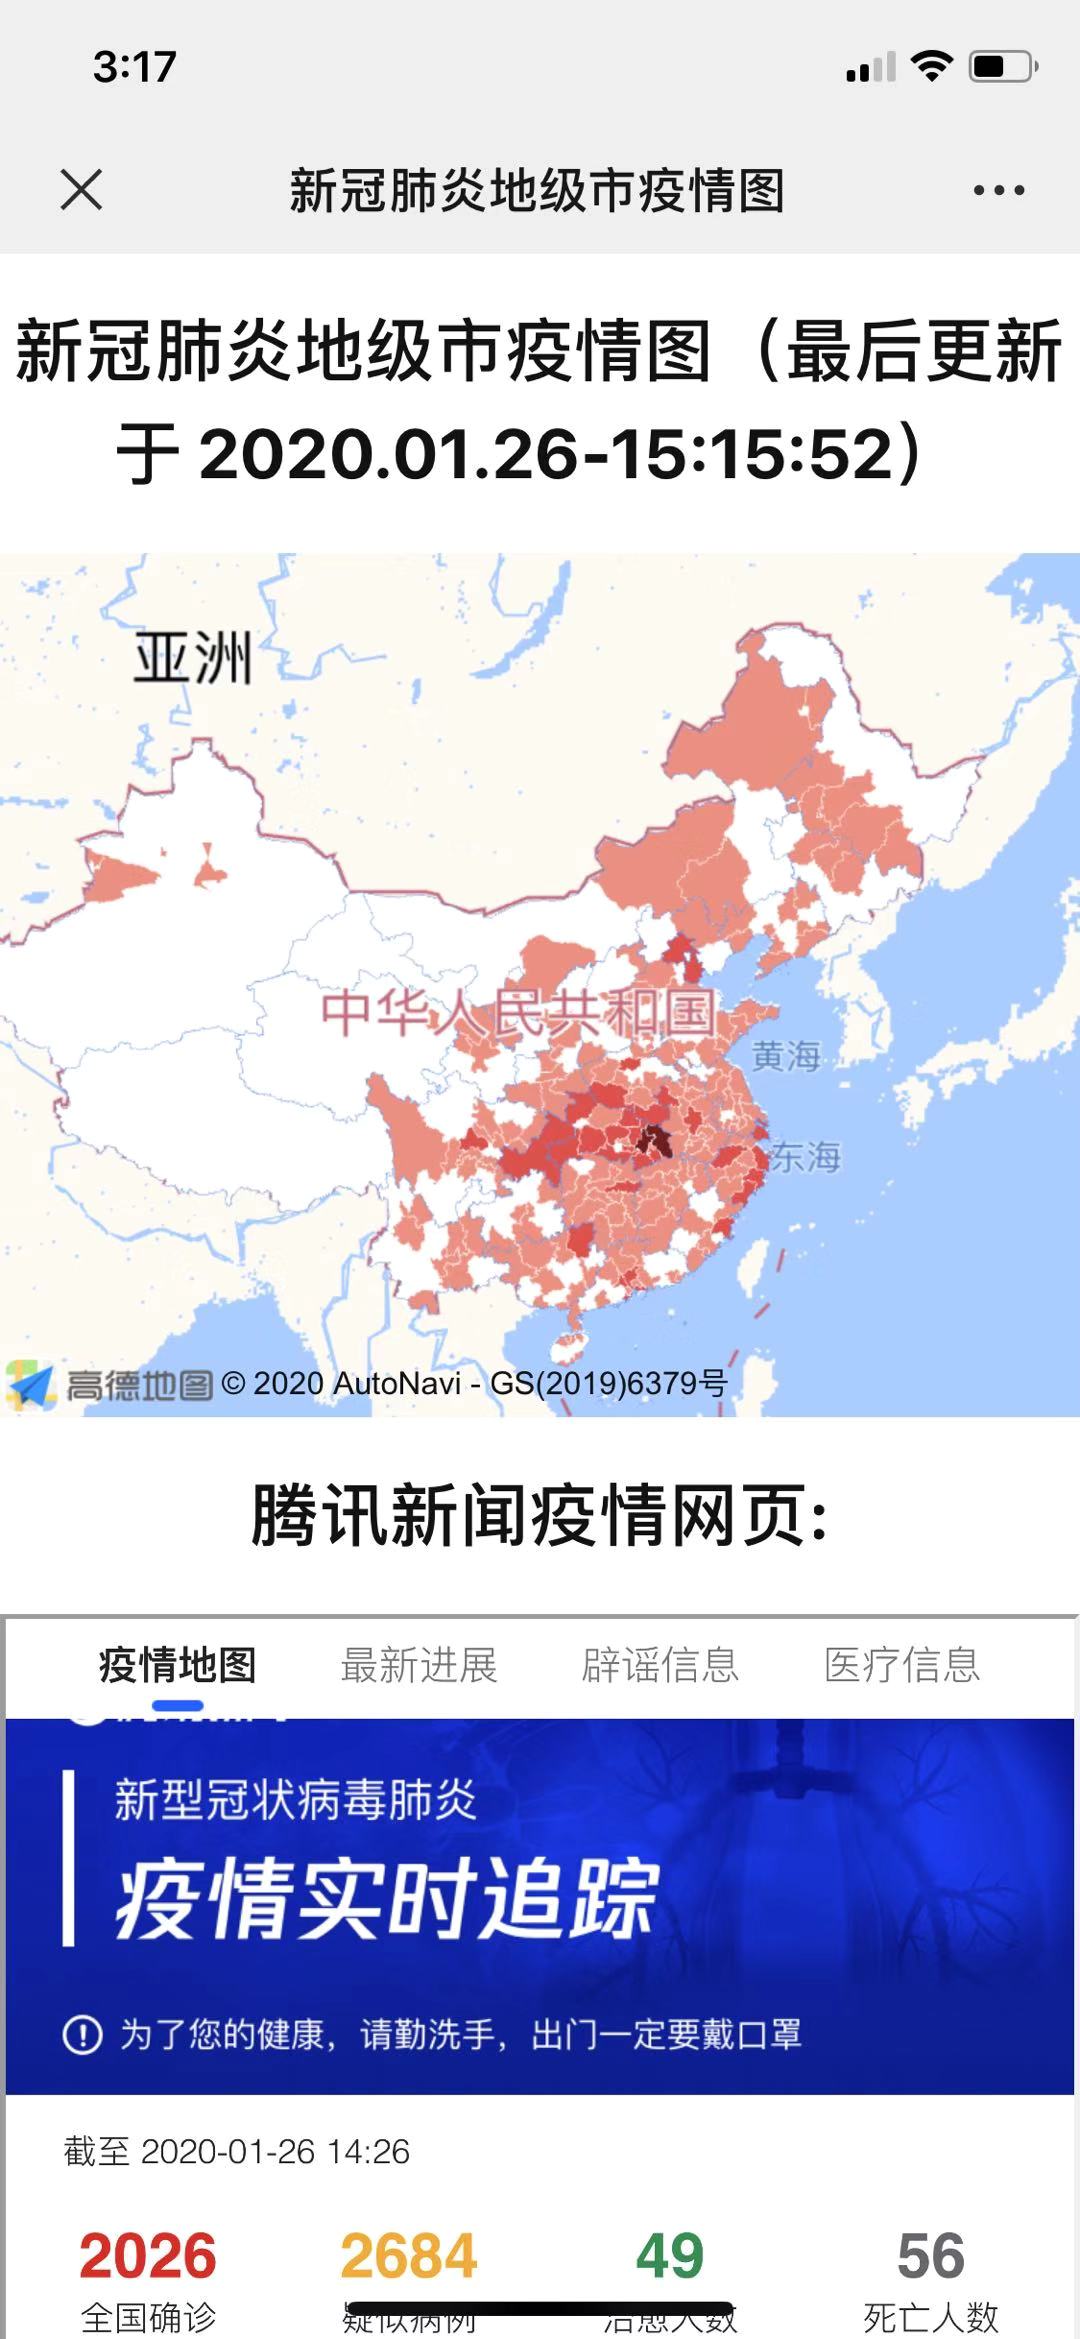 3:17
新冠肺炎地级市疫情图
新冠肺炎地级市疫情图（最后更新
于 2020.01.26-15:15:52）
亚洲
中华人民共和国
黄海
东海
高德地图 © 2020 AutoNavi - GS(2019)6379号
腾讯新闻疫情网页:
疫情地图 最新进展 辟谣信息 医疗信息
新型冠状病毒肺炎
疫情实时追踪
为了您的健康，请勤洗手，出门一定要戴口罩
截至 2020-01-26 14:26
2026 2684 49 56
全国确诊 疑似病例 治愈人数 死亡人数